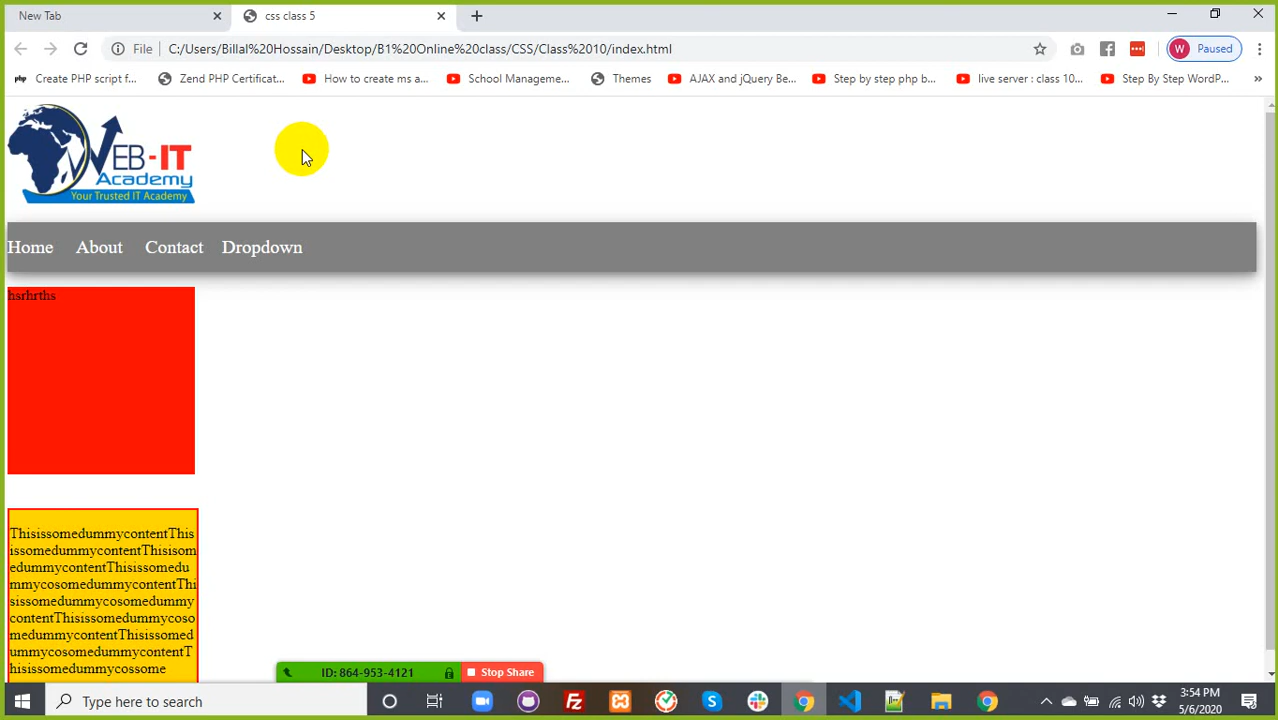 New Tab
css class 5
File
C:/Users/Billal%20Hossain/Desktop/B1%20Online%20class/CSS/Class%2010/index.html
W Paused
php Create PHP script f...
Zend PHP Certificat...
How to create ms a...
School Manageme...
Themes
AJAX and jQuery Be...
Step by step php b...
live server : class 10...
Step By Step WordP...
WEB-IT
Academy
Your Trusted IT Academy
Home About Contact Dropdown
hsrhrths
ThisissomedummycontentThis
issomedummycontentThisisom
edummycontentThisissomedu
mmycosomedummycontentThi
sissomedummycosomedummy
contentThisissomedummycoso
medummycontentThisissomed
ummycosomedummycontentT
hisissomedummycossome
ID: 864-953-4121
Stop Share
Type here to search
3:54 PM
5/6/2020